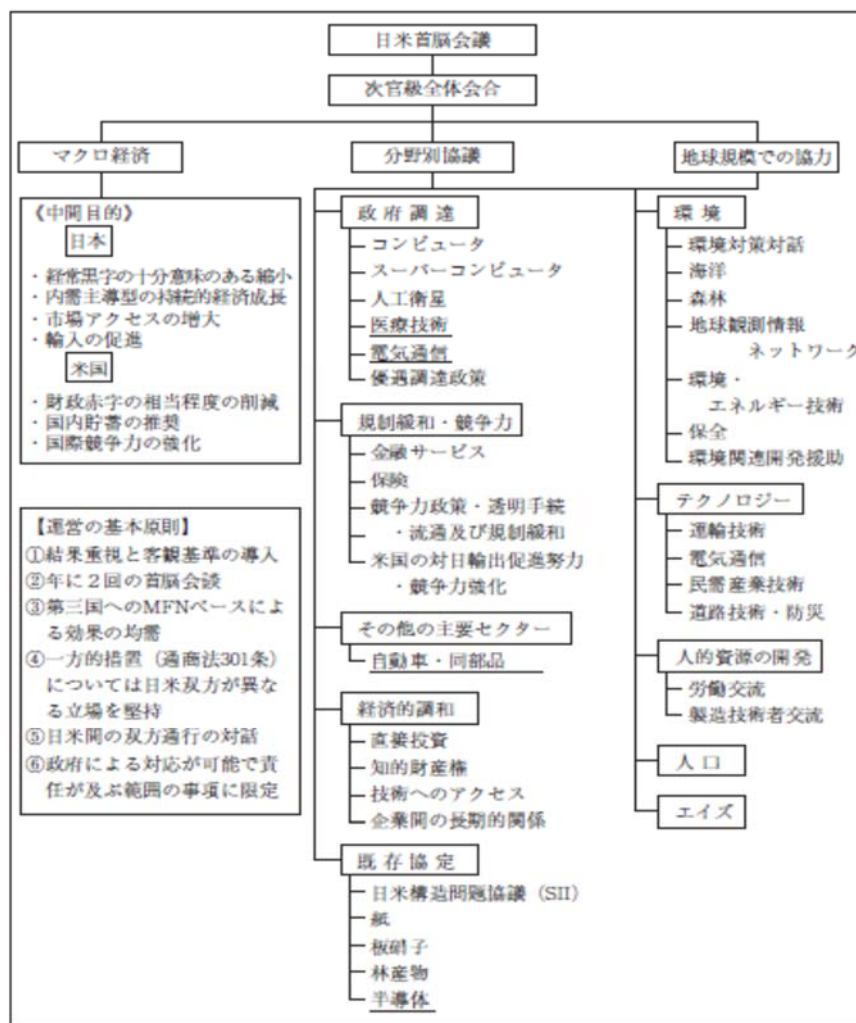 日米首脳会議
次官級全体会合
マクロ経済
分野別協議
地球規模での協力
《中間目的》
日本
・経常黒字の十分意味のある縮小
・内需主導型の持続的経済成長
・市場アクセスの増大
・輸入の促進
米国
・財政赤字の相当程度の削減
・国内貯蓄の推奨
・国際競争力の強化
【運営の基本原則】
①結果重視と客観基準の導入
②年に2回の首脳会談
③第三国へのMFNベースによ
る効果の均霑
④一方的措置（通商法301条）
については日米双方が異な
る立場を堅持
⑤日米間の双方通行の対話
⑥政府による対応が可能で責
任が及ぶ範囲の事項に限定
政府調達
コンピュータ
スーパーコンピュータ
人工衛星
医療技術
電気通信
優遇調達政策
規制緩和・競争力
金融サービス
保険
競争力政策・透明手続
・流通及び規制緩和
米国の対日輸出促進努力
・競争力強化
その他の主要セクター
自動車・同部品
経済的調和
直接投資
知的財産権
技術へのアクセス
企業間の長期的関係
既存協定
日米構造問題協議（SII）
紙
板硝子
林産物
半導体
環境
環境対策対話
海洋
森林
地球観測情報
ネットワーク
環境・
エネルギー技術
保全
環境関連開発援助
テクノロジー
運輸技術
電気通信
民需産業技術
道路技術・防災
人的資源の開発
労働交流
製造技術者交流
人口
エイズ